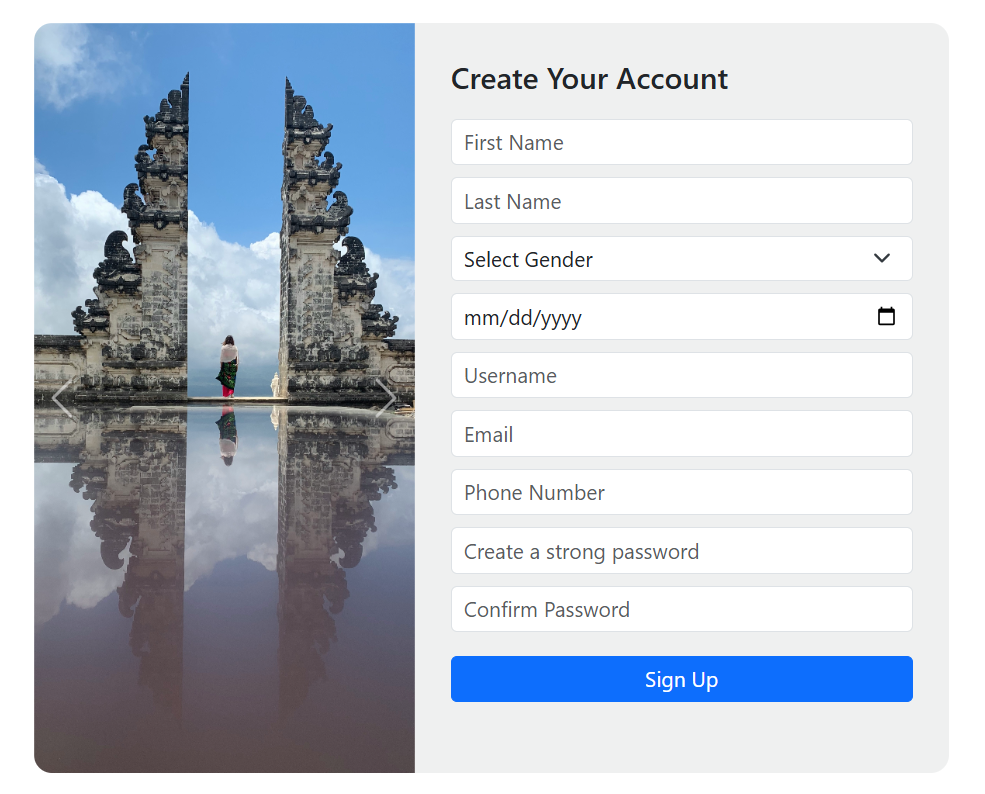 Create Your Account
First Name
Last Name
Select Gender
mm/dd/yyyy
Username
Email
Phone Number
Create a strong password
Confirm Password
Sign Up